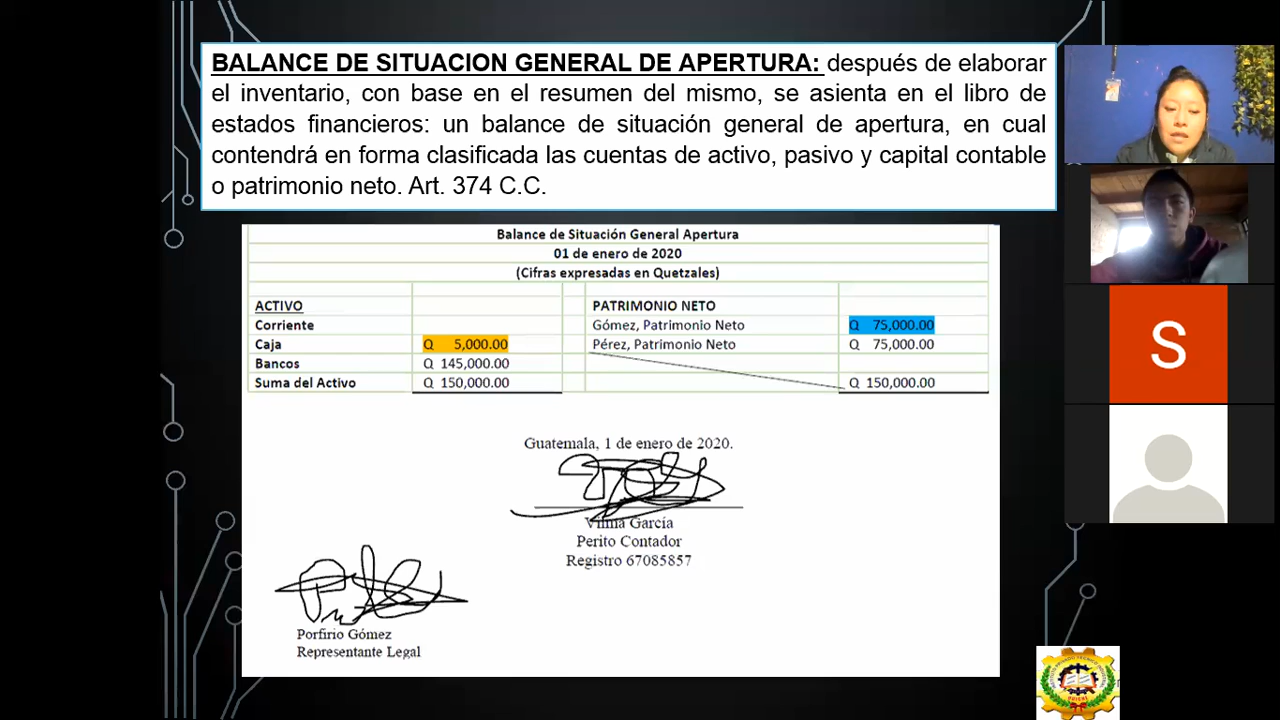 BALANCE DE SITUACION GENERAL DE APERTURA: después de elaborar
el inventario, con base en el resumen del mismo, se asienta en el libro de
estados financieros: un balance de situación general de apertura, en cual
contendrá en forma clasificada las cuentas de activo, pasivo y capital contable
o patrimonio neto. Art. 374 C.C.
Balance de Situación General Apertura
01 de enero de 2020
(Cifras expresadas en Quetzales)
ACTIVO PATRIMONIO NETO
Corriente Gómez, Patrimonio Neto Q 75,000.00
Caja Q 5,000.00 Pérez, Patrimonio Neto Q 75,000.00
Bancos Q 145,000.00
Suma del Activo Q 150,000.00 Q 150,000.00
Guatemala, 1 de enero de 2020.
Vilma García
Perito Contador
Registro 67085857
Porfirio Gómez
Representante Legal
S